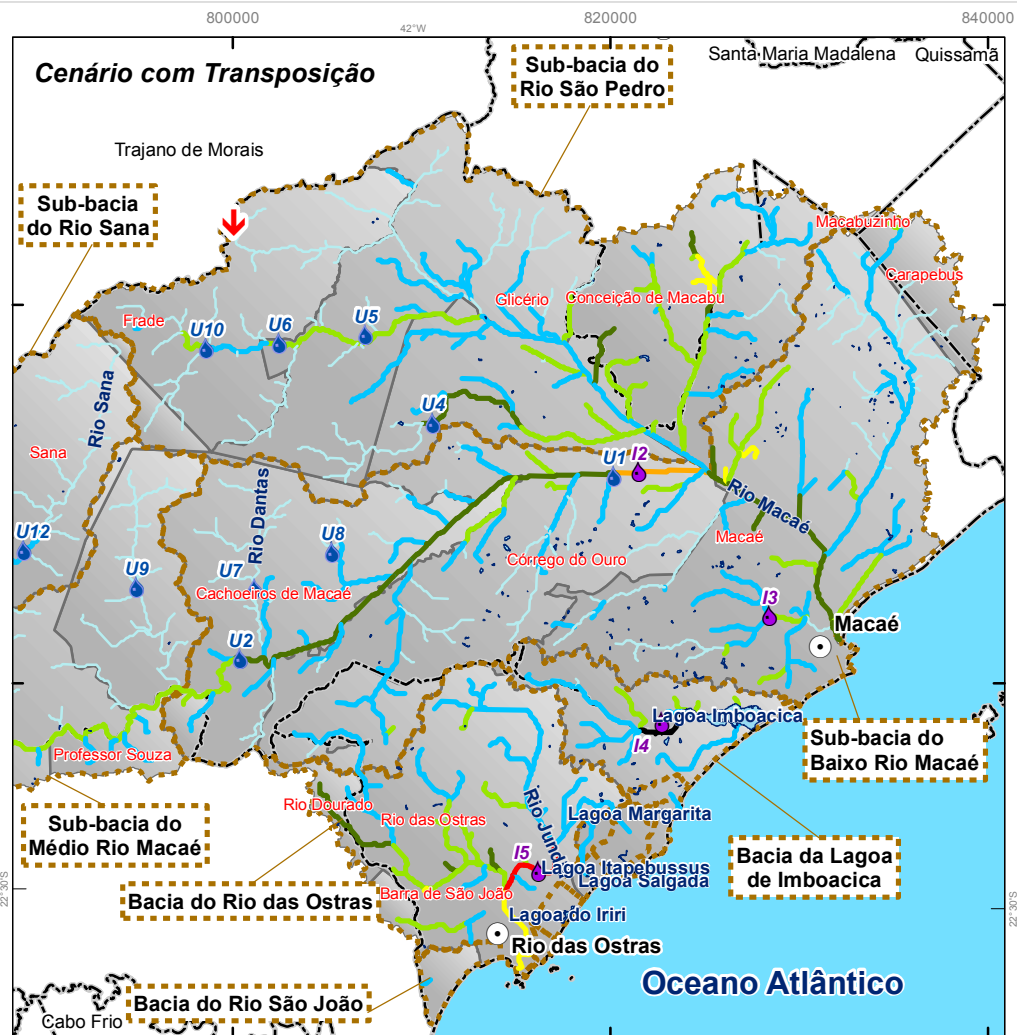 800000
820000
840000
42°W
Cenário com Transposição
Sub-bacia do
Rio São Pedro
Santa Maria Madalena
Quissamã
Trajano de Morais
Sub-bacia
do Rio Sana
Macabuzinho
Carapebus
Glicério
Conceição de Macabu
Frade
U10
U6
U5
Rio Sana
U4
Sana
U1
I2
Rio Dantas
Rio Macaé
Macaé
U12
U8
Córrego do Ouro
U9
U7
Cachoeiros de Macaé
I3
Macaé
U2
Lagoa Imboacica
I4
Sub-bacia do
Baixo Rio Macaé
Professor Souza
Rio Dourado
Rio das Ostras
Rio Jund
Lagoa Margarita
Sub-bacia do
Médio Rio Macaé
I5
Lagoa Itapebussus
Lagoa Salgada
Bacia da Lagoa
de Imboacica
22°30'S
22°30'S
Bacia do Rio das Ostras
Barra de São João
Lagoa do Iriri
Rio das Ostras
Oceano Atlântico
Bacia do Rio São João
Cabo Frio